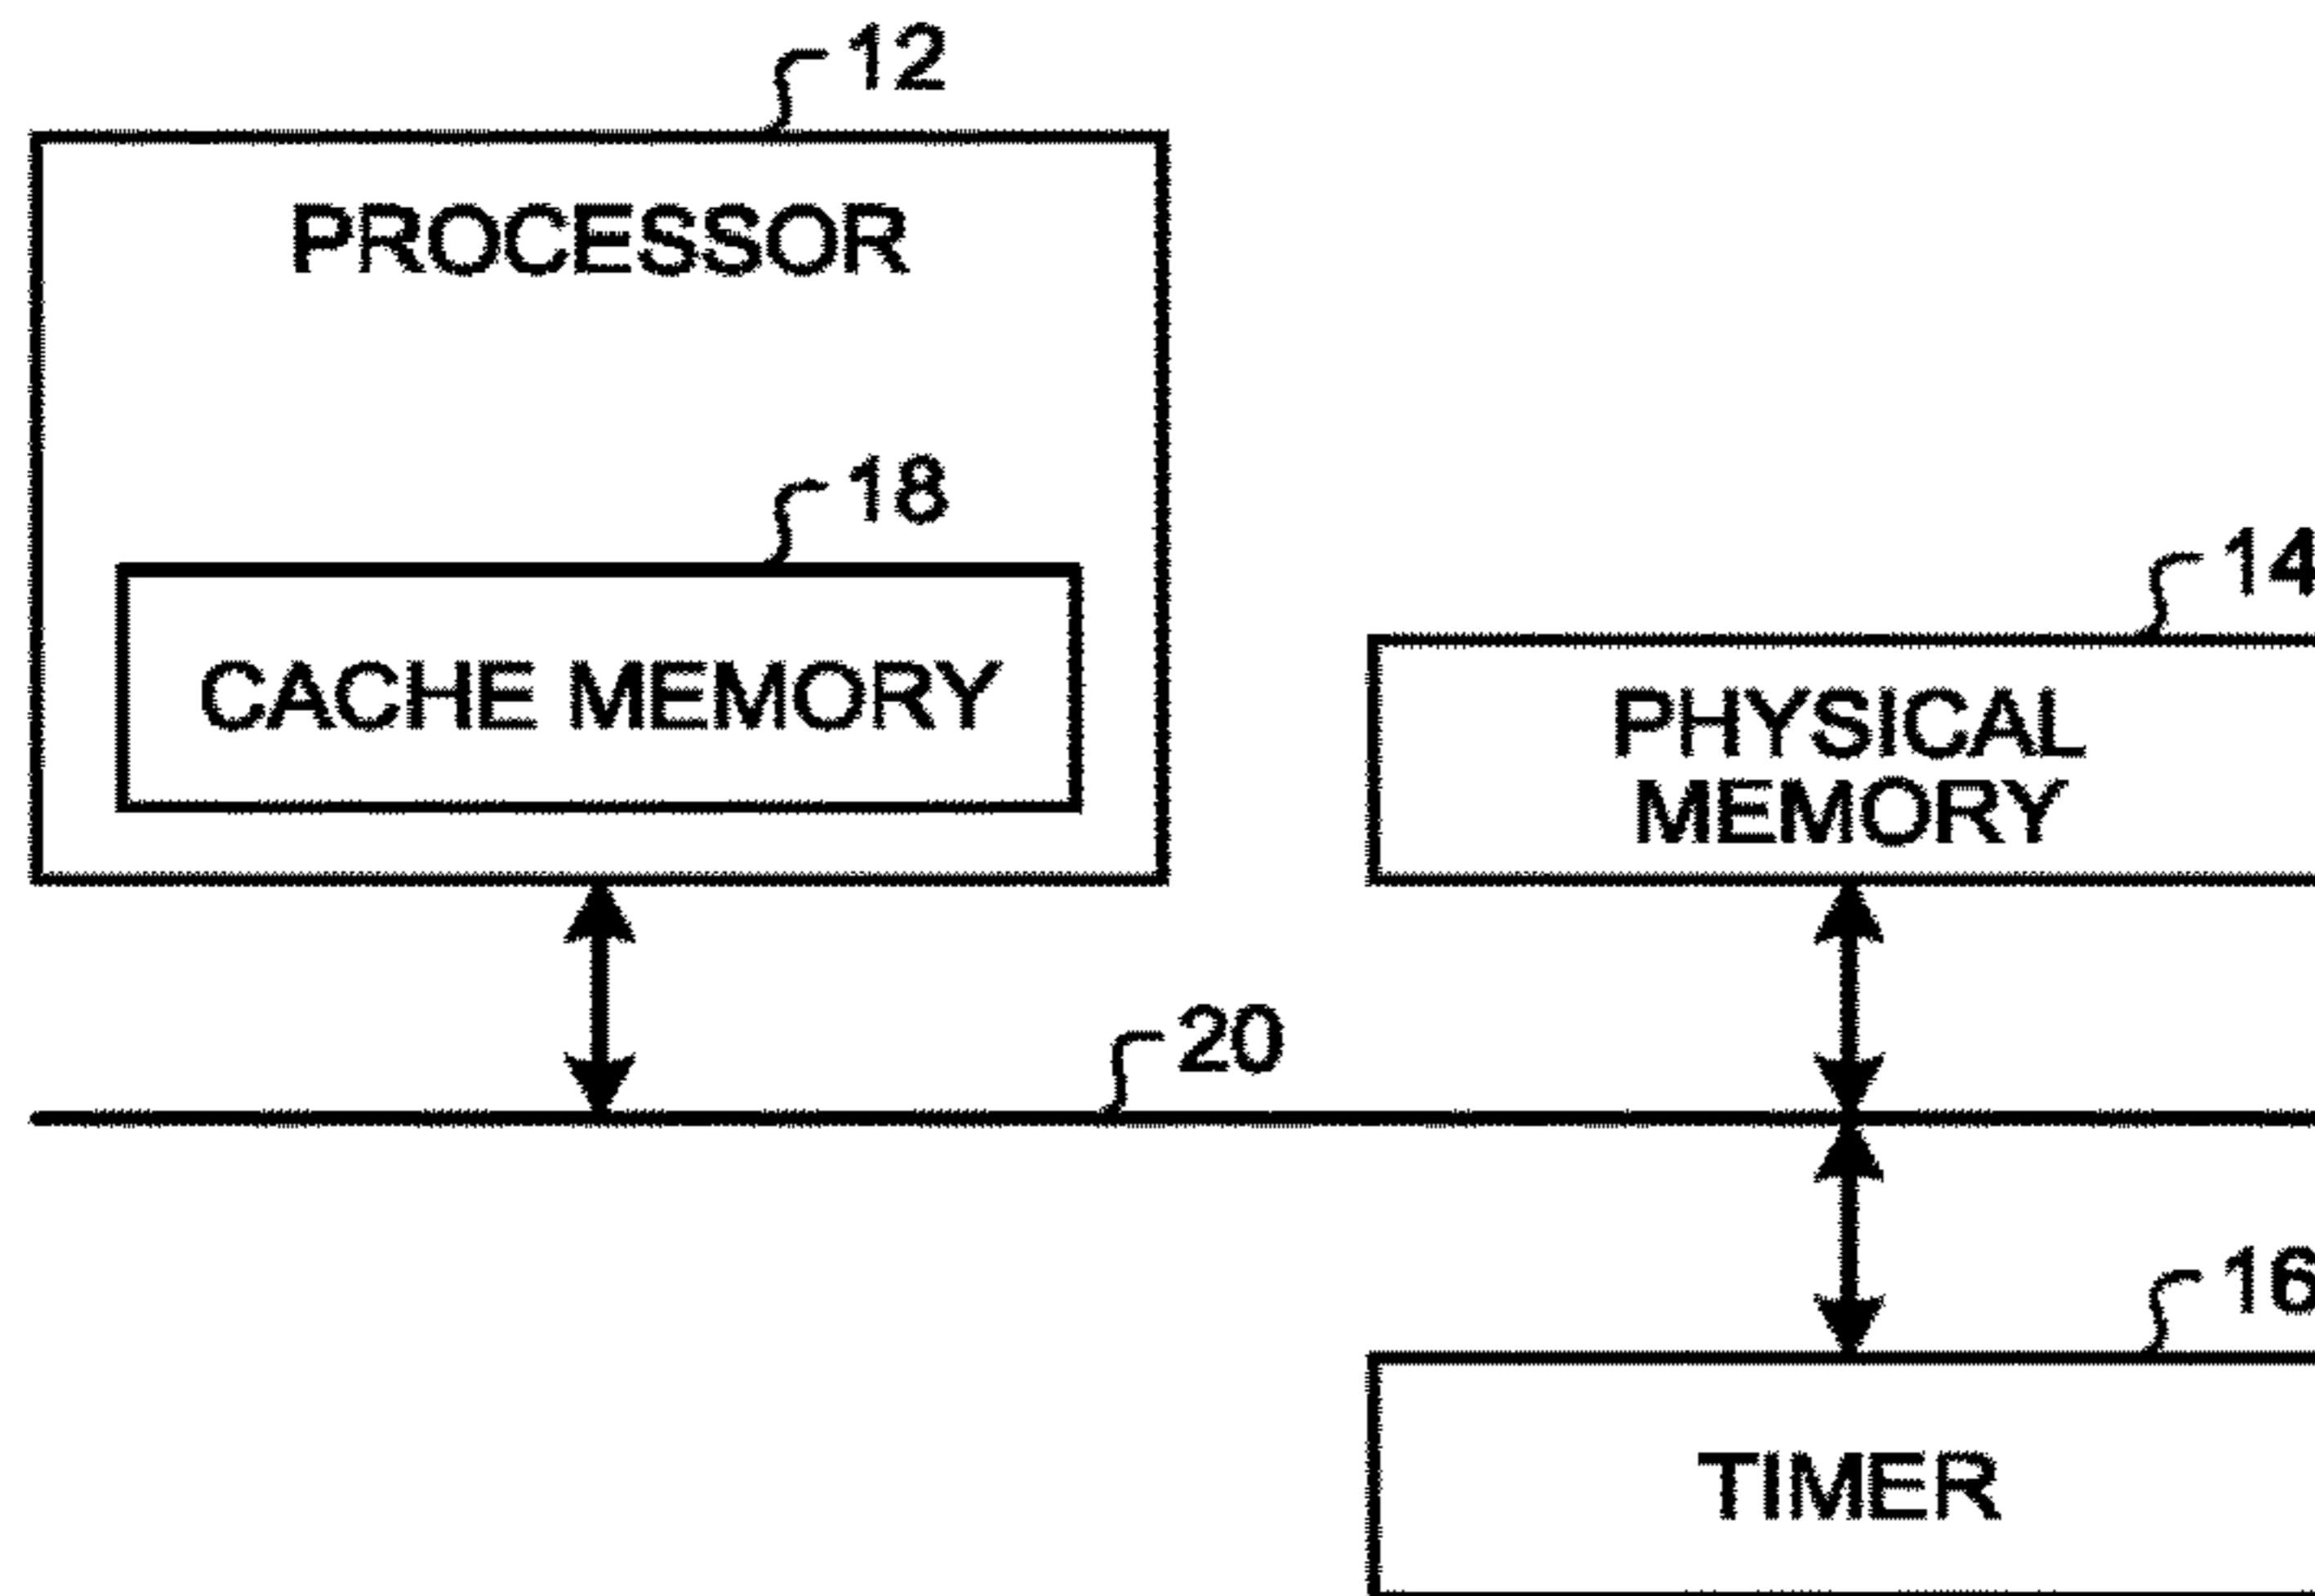 12
PROCESSOR
18
CACHE MEMORY
14
PHYSICAL
MEMORY
20
16
TIMER